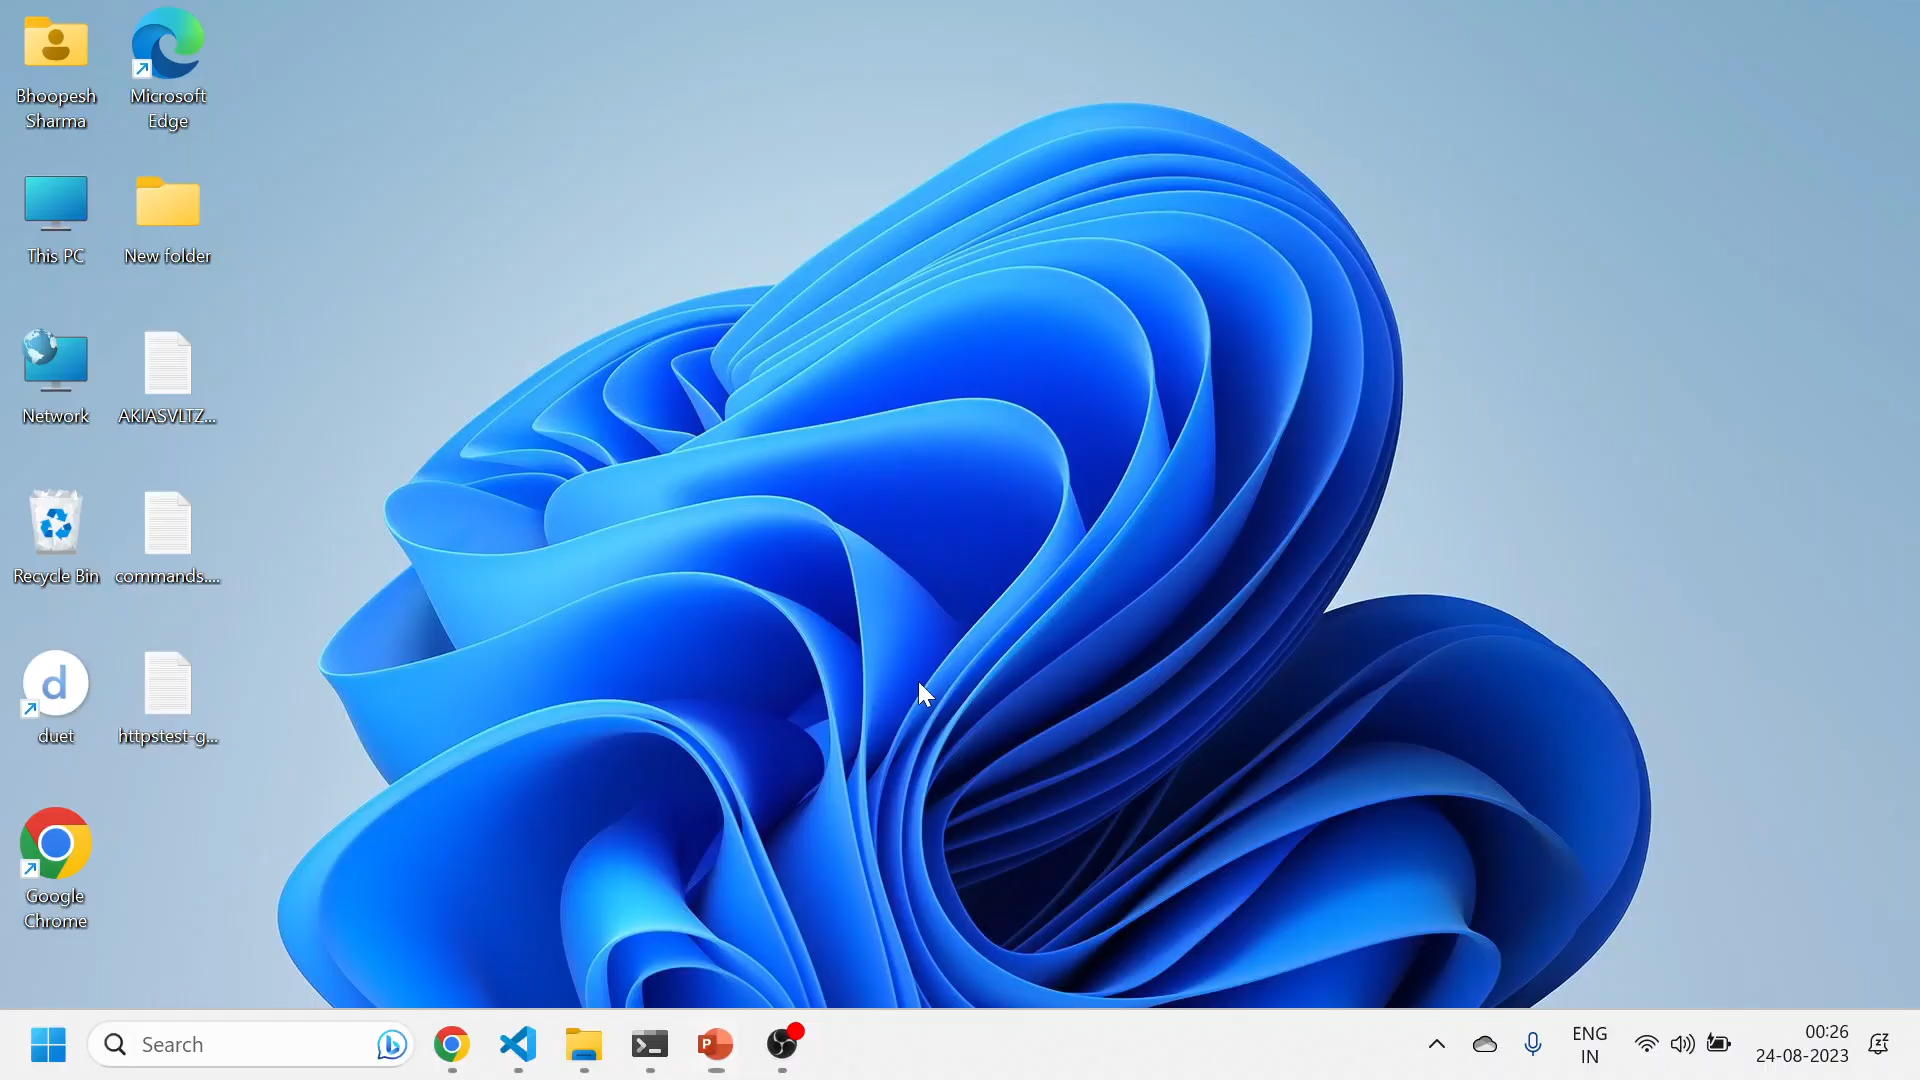 Bhoopesh
Sharma
Microsoft
Edge
This PC
New folder
Network
AKIASVLTZ...
Recycle Bin
commands....
d
duet
httpstest-g...
Google
Chrome
Search
P
ENG
IN
00:26
24-08-2023